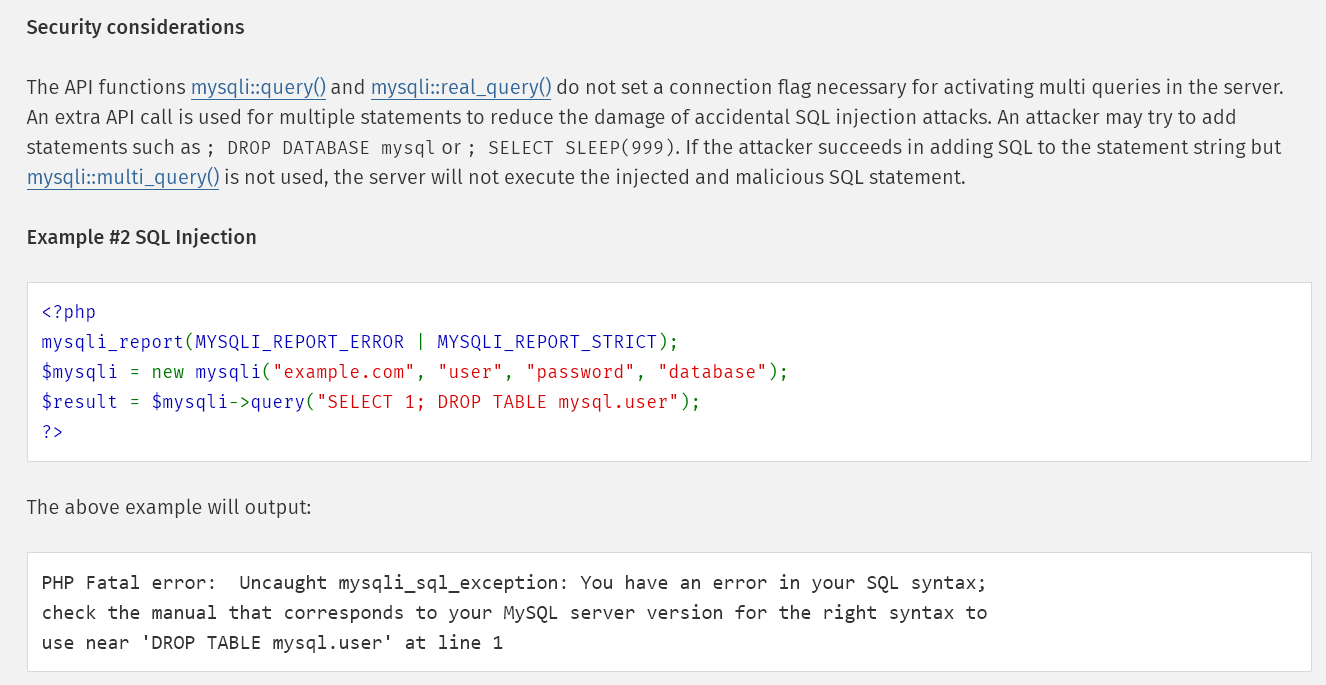 Security considerations
The API functions mysqli::query() and mysqli::real_query() do not set a connection flag necessary for activating multi queries in the server.
An extra API call is used for multiple statements to reduce the damage of accidental SQL injection attacks. An attacker may try to add
statements such as ; DROP DATABASE mysql or ; SELECT SLEEP(999). If the attacker succeeds in adding SQL to the statement string but
mysqli::multi_query() is not used, the server will not execute the injected and malicious SQL statement.
Example #2 SQL Injection
<?php
mysqli_report(MYSQLI_REPORT_ERROR | MYSQLI_REPORT_STRICT);
$mysqli = new mysqli("example.com", "user", "password", "database");
$result = $mysqli->query("SELECT 1; DROP TABLE mysql.user");
?>
The above example will output:
PHP Fatal error:  Uncaught mysqli_sql_exception: You have an error in your SQL syntax;
check the manual that corresponds to your MySQL server version for the right syntax to
use near 'DROP TABLE mysql.user' at line 1